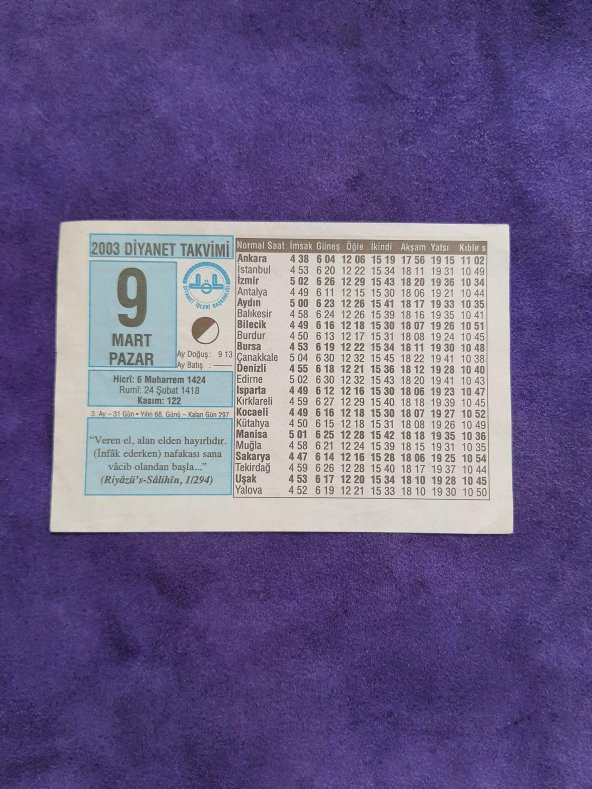 2003 DİYANET TAKVİMİ
9
MART
PAZAR
DİYANET İŞLERİ BAŞKANLIĞI
Ay Doğuş: 9 13
Ay Batış :
Hicrî: 6 Muharrem 1424
Rumî: 24 Şubat 1418
Kasım: 122
3. Ay – 31 Gün • Yılın 68. Günü – Kalan Gün 297
“Veren el, alan elden hayırlıdır.
(İnfâk ederken) nafakası sana
vâcib olandan başla...”
(Riyâzü's-Sâlihîn, 1/294)
Normal Saat İmsak Güneş Öğle İkindi Akşam Yatsı Kıble s
Ankara 4 38 6 04 12 06 15 19 17 56 19 15 11 02
İstanbul 4 53 6 20 12 22 15 34 18 11 19 31 10 49
İzmir 5 02 6 26 12 29 15 43 18 20 19 36 10 34
Antalya 4 49 6 11 12 15 15 30 18 06 19 21 10 44
Aydın 5 00 6 23 12 26 15 41 18 17 19 33 10 35
Balıkesir 4 58 6 24 12 26 15 39 18 16 19 35 10 41
Bilecik 4 49 6 16 12 18 15 30 18 07 19 26 10 51
Burdur 4 50 6 13 12 17 15 31 18 08 19 24 10 45
Bursa 4 53 6 19 12 22 15 34 18 11 19 30 10 48
Çanakkale 5 04 6 30 12 32 15 45 18 22 19 41 10 38
Denizli 4 55 6 18 12 21 15 36 18 12 19 28 10 40
Edirne 5 02 6 30 12 32 15 43 18 20 19 41 10 43
Isparta 4 49 6 12 12 16 15 30 18 06 19 23 10 47
Kırklareli 4 59 6 27 12 29 15 40 18 18 19 39 10 45
Kocaeli 4 49 6 16 12 18 15 30 18 07 19 27 10 52
Kütahya 4 50 6 15 12 18 15 31 18 08 19 26 10 48
Manisa 5 01 6 25 12 28 15 42 18 18 19 35 10 36
Muğla 4 58 6 21 12 24 15 39 18 15 19 31 10 36
Sakarya 4 47 6 14 12 16 15 28 18 06 19 25 10 54
Tekirdağ 4 59 6 26 12 28 15 40 18 17 19 37 10 44
Uşak 4 53 6 17 12 20 15 34 18 10 19 28 10 45
Yalova 4 52 6 19 12 21 15 33 18 10 19 30 10 50